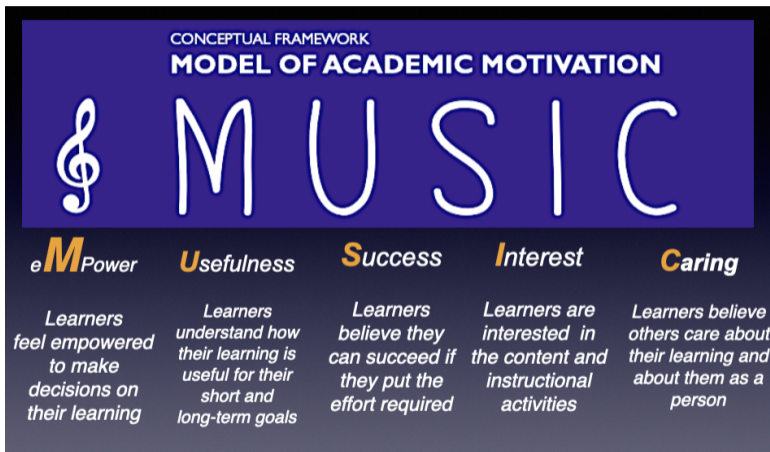 CONCEPTUAL FRAMEWORK
MODEL OF ACADEMIC MOTIVATION
MUSIC
eMPower
Learners
feel empowered
to make
decisions on
their learning
Usefulness
Learners
understand how
their learning is
useful for their
short and
long-term goals
Success
Learners
believe they
can succeed if
they put the
effort required
Interest
Learners are
interested in
the content and
instructional
activities
Caring
Learners believe
others care about
their learning and
about them as a
person